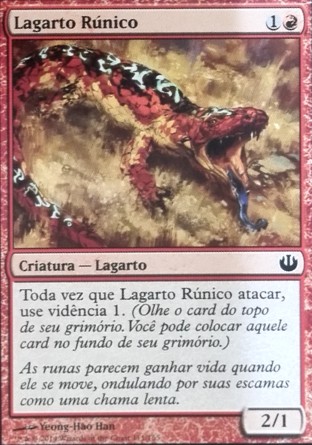 Lagarto Rúnico 1
Criatura — Lagarto
Toda vez que Lagarto Rúnico atacar,
use vidência 1. (Olhe o card do topo
de seu grimório. Você pode colocar aquele
card no fundo de seu grimório.)
As runas parecem ganhar vida quando
ele se move, ondulando por suas escamas
como uma chama lenta.
Yeong-Hao Han
2/1